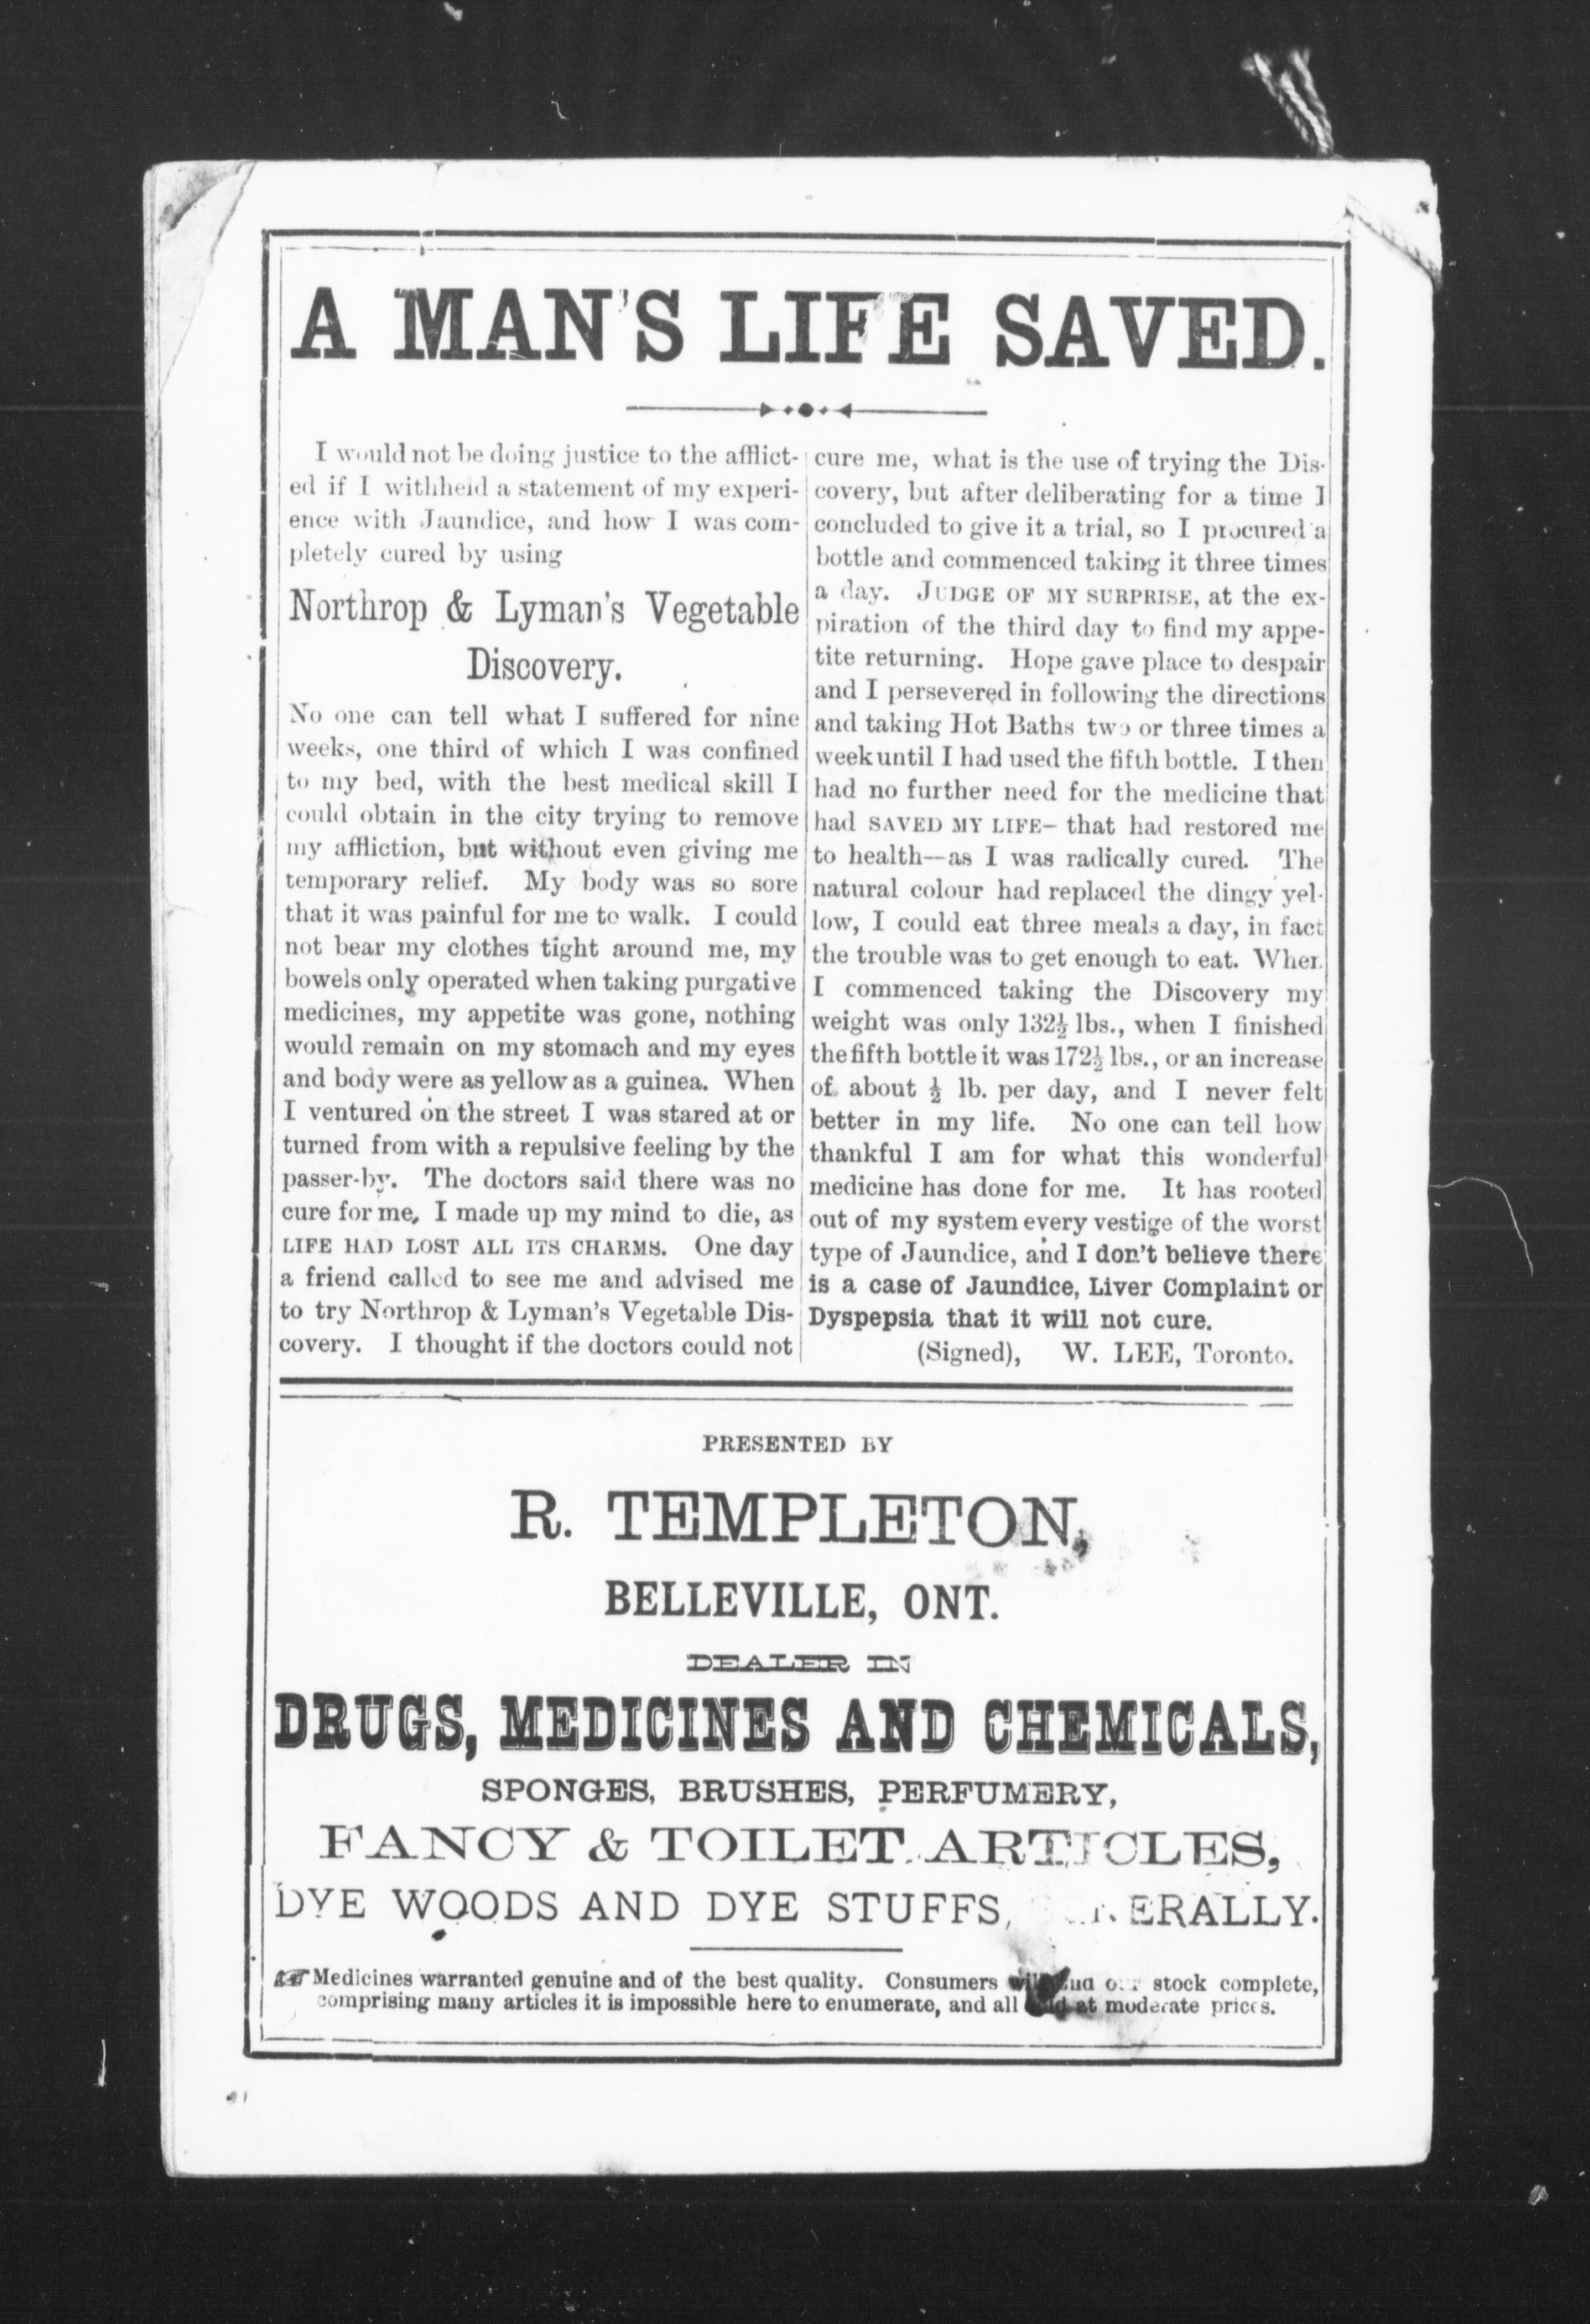 A MAN'S LIFE SAVED.
I would not be doing justice to the afflict-
ed if I withheld a statement of my experi-
ence with Jaundice, and how I was com-
pletely cured by using
Northrop & Lyman's Vegetable
Discovery.
No one can tell what I suffered for nine
weeks, one third of which I was confined
to my bed, with the best medical skill I
could obtain in the city trying to remove
my affliction, but without even giving me
temporary relief. My body was so sore
that it was painful for me to walk. I could
not bear my clothes tight around me, my
bowels only operated when taking purgative
medicines, my appetite was gone, nothing
would remain on my stomach and my eyes
and body were as yellow as a guinea. When
I ventured on the street I was stared at or
turned from with a repulsive feeling by the
passer-by. The doctors said there was no
cure for me, I made up my mind to die, as
LIFE HAD LOST ALL ITS CHARMS. One day
a friend called to see me and advised me
to try Northrop & Lyman's Vegetable Dis-
covery. I thought if the doctors could not
cure me, what is the use of trying the Dis-
covery, but after deliberating for a time I
concluded to give it a trial, so I procured a
bottle and commenced taking it three times
a day. JUDGE OF MY SURPRISE, at the ex-
piration of the third day to find my appe-
tite returning. Hope gave place to despair
and I persevered in following the directions
and taking Hot Baths two or three times a
week until I had used the fifth bottle. I then
had no further need for the medicine that
had SAVED MY LIFE- that had restored me
to health—as I was radically cured. The
natural colour had replaced the dingy yel-
low, I could eat three meals a day, in fact
the trouble was to get enough to eat. When
I commenced taking the Discovery my
weight was only 132½ lbs., when I finished
the fifth bottle it was 172½ lbs., or an increase
of about ½ lb. per day, and I never felt
better in my life. No one can tell how
thankful I am for what this wonderful
medicine has done for me. It has rooted
out of my system every vestige of the worst
type of Jaundice, and I don't believe there
is a case of Jaundice, Liver Complaint or
Dyspepsia that it will not cure.
(Signed), W. LEE, Toronto.
PRESENTED BY
R. TEMPLETON,
BELLEVILLE, ONT.
DEALER IN
DRUGS, MEDICINES AND CHEMICALS,
SPONGES, BRUSHES, PERFUMERY,
FANCY & TOILET ARTICLES,
DYE WOODS AND DYE STUFFS,
☞ Medicines warranted genuine and of the best quality. Consumers will stock complete,
comprising many articles it is impossible here to enumerate, and all at moderate prices.